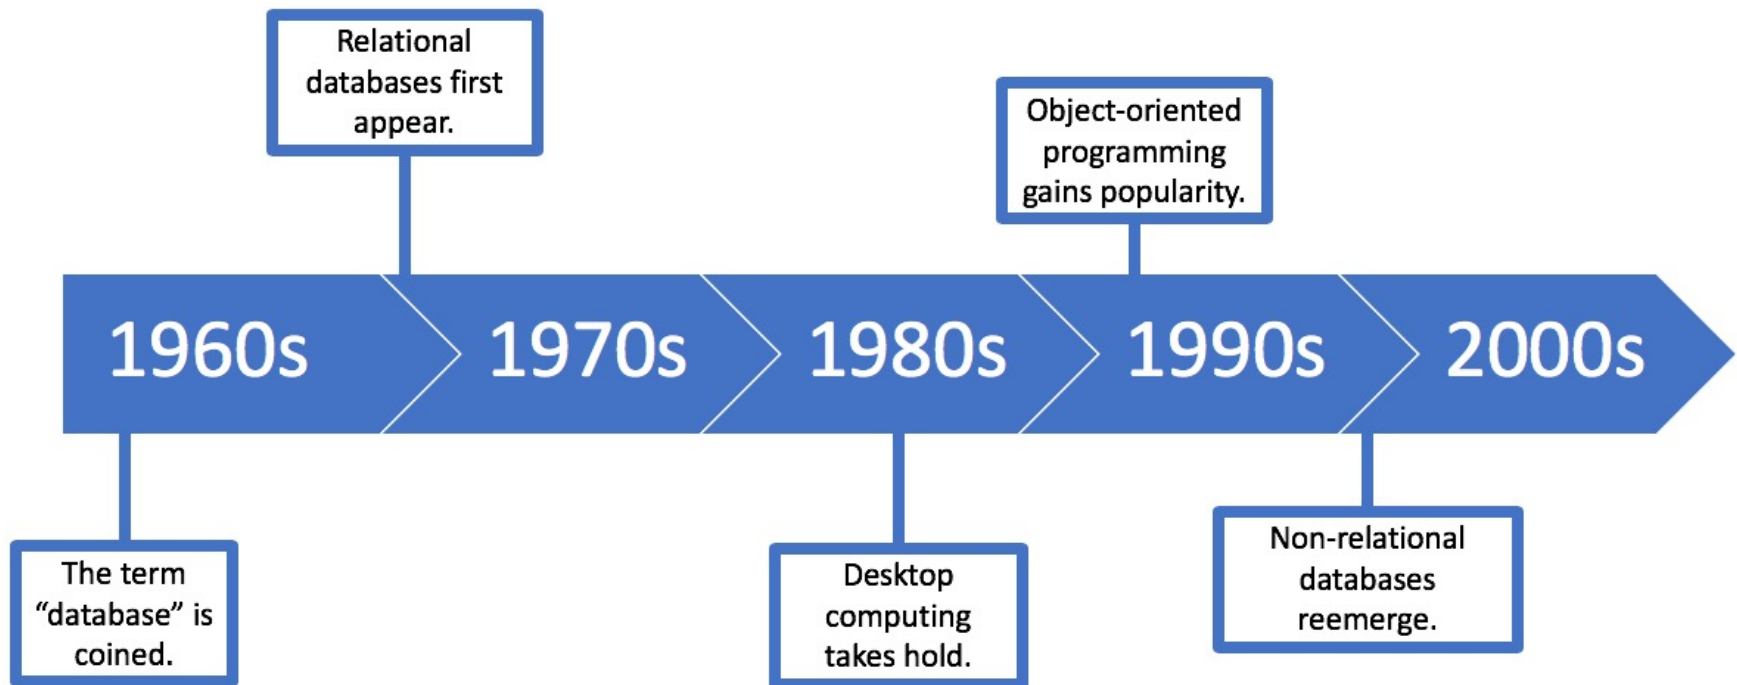 Relational
databases first
appear.
Object-oriented
programming
gains popularity.
1960s
1970s
1980s
1990s
2000s
The term
“database” is
coined.
Desktop
computing
takes hold.
Non-relational
databases
reemerge.